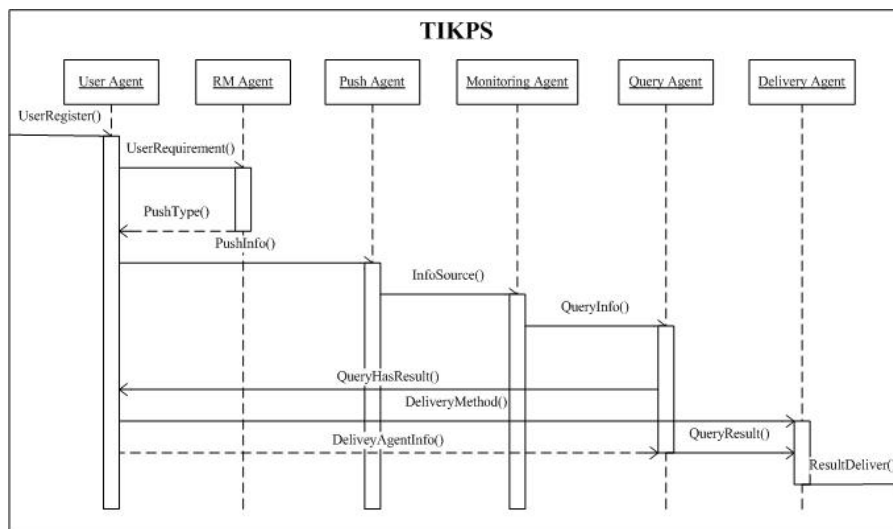 TIKPS
User Agent
RM Agent
Push Agent
Monitoring Agent
Query Agent
Delivery Agent
UserRegister()
UserRequirement()
PushType()
PushInfo()
InfoSource()
QueryInfo()
QueryHasResult()
DeliveryMethod()
DeliveyAgentInfo()
QueryResult()
ResultDeliver()